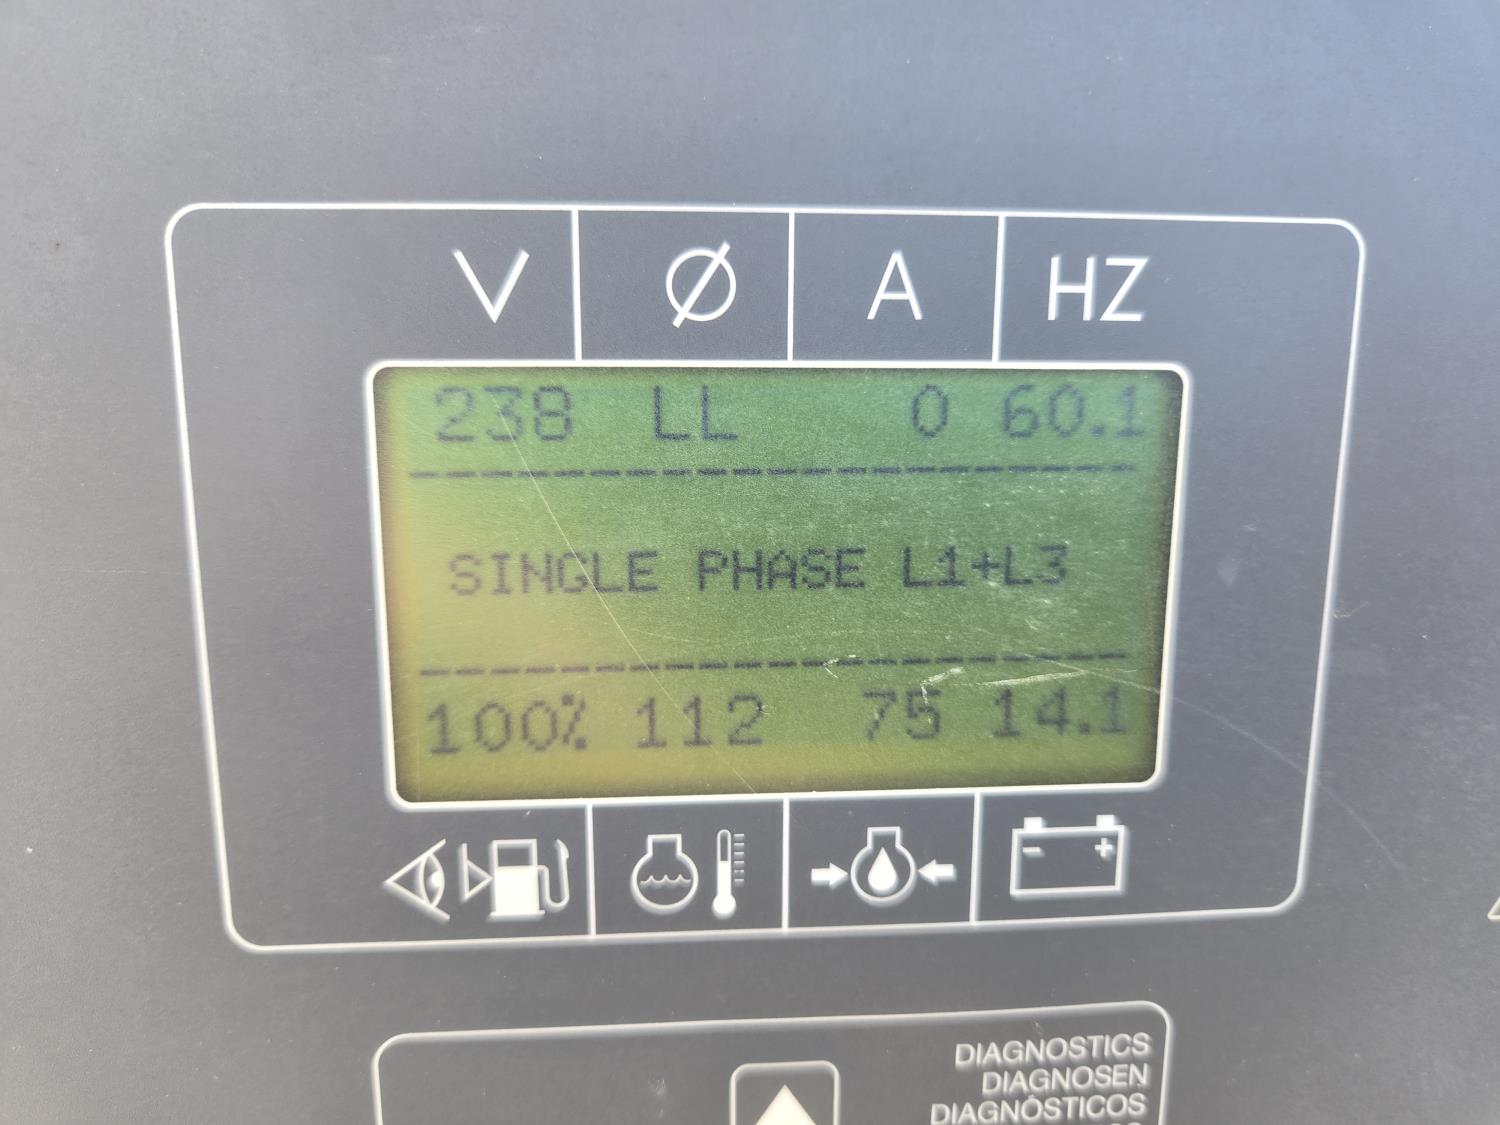 V Ø A HZ
238 LL 0 60.1
SINGLE PHASE L1+L3
100% 112 75 14.1
- +
DIAGNOSTICS
DIAGNOSEN
DIAGNÓSTICOS